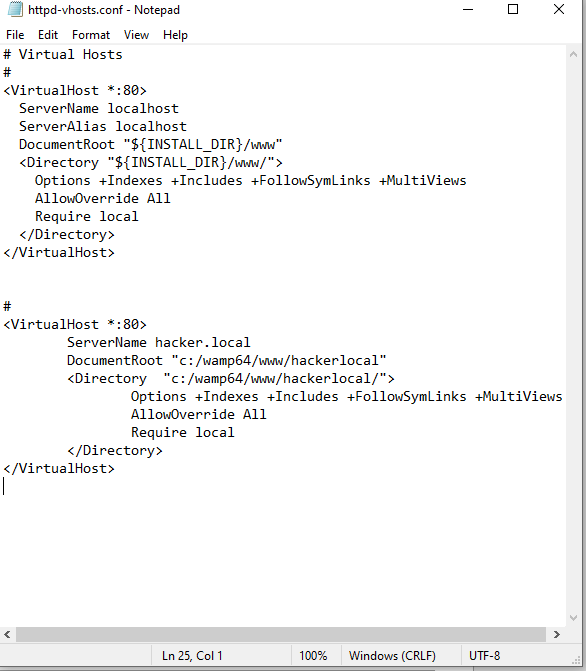 httpd-vhosts.conf - Notepad
File Edit Format View Help
# Virtual Hosts
#
<VirtualHost *:80>
  ServerName localhost
  ServerAlias localhost
  DocumentRoot "${INSTALL_DIR}/www"
  <Directory "${INSTALL_DIR}/www/">
    Options +Indexes +Includes +FollowSymLinks +MultiViews
    AllowOverride All
    Require local
  </Directory>
</VirtualHost>
#
<VirtualHost *:80>
        ServerName hacker.local
        DocumentRoot "c:/wamp64/www/hackerlocal"
        <Directory  "c:/wamp64/www/hackerlocal/">
                Options +Indexes +Includes +FollowSymLinks +MultiViews
                AllowOverride All
                Require local
        </Directory>
</VirtualHost>
Ln 25, Col 1 100% Windows (CRLF) UTF-8